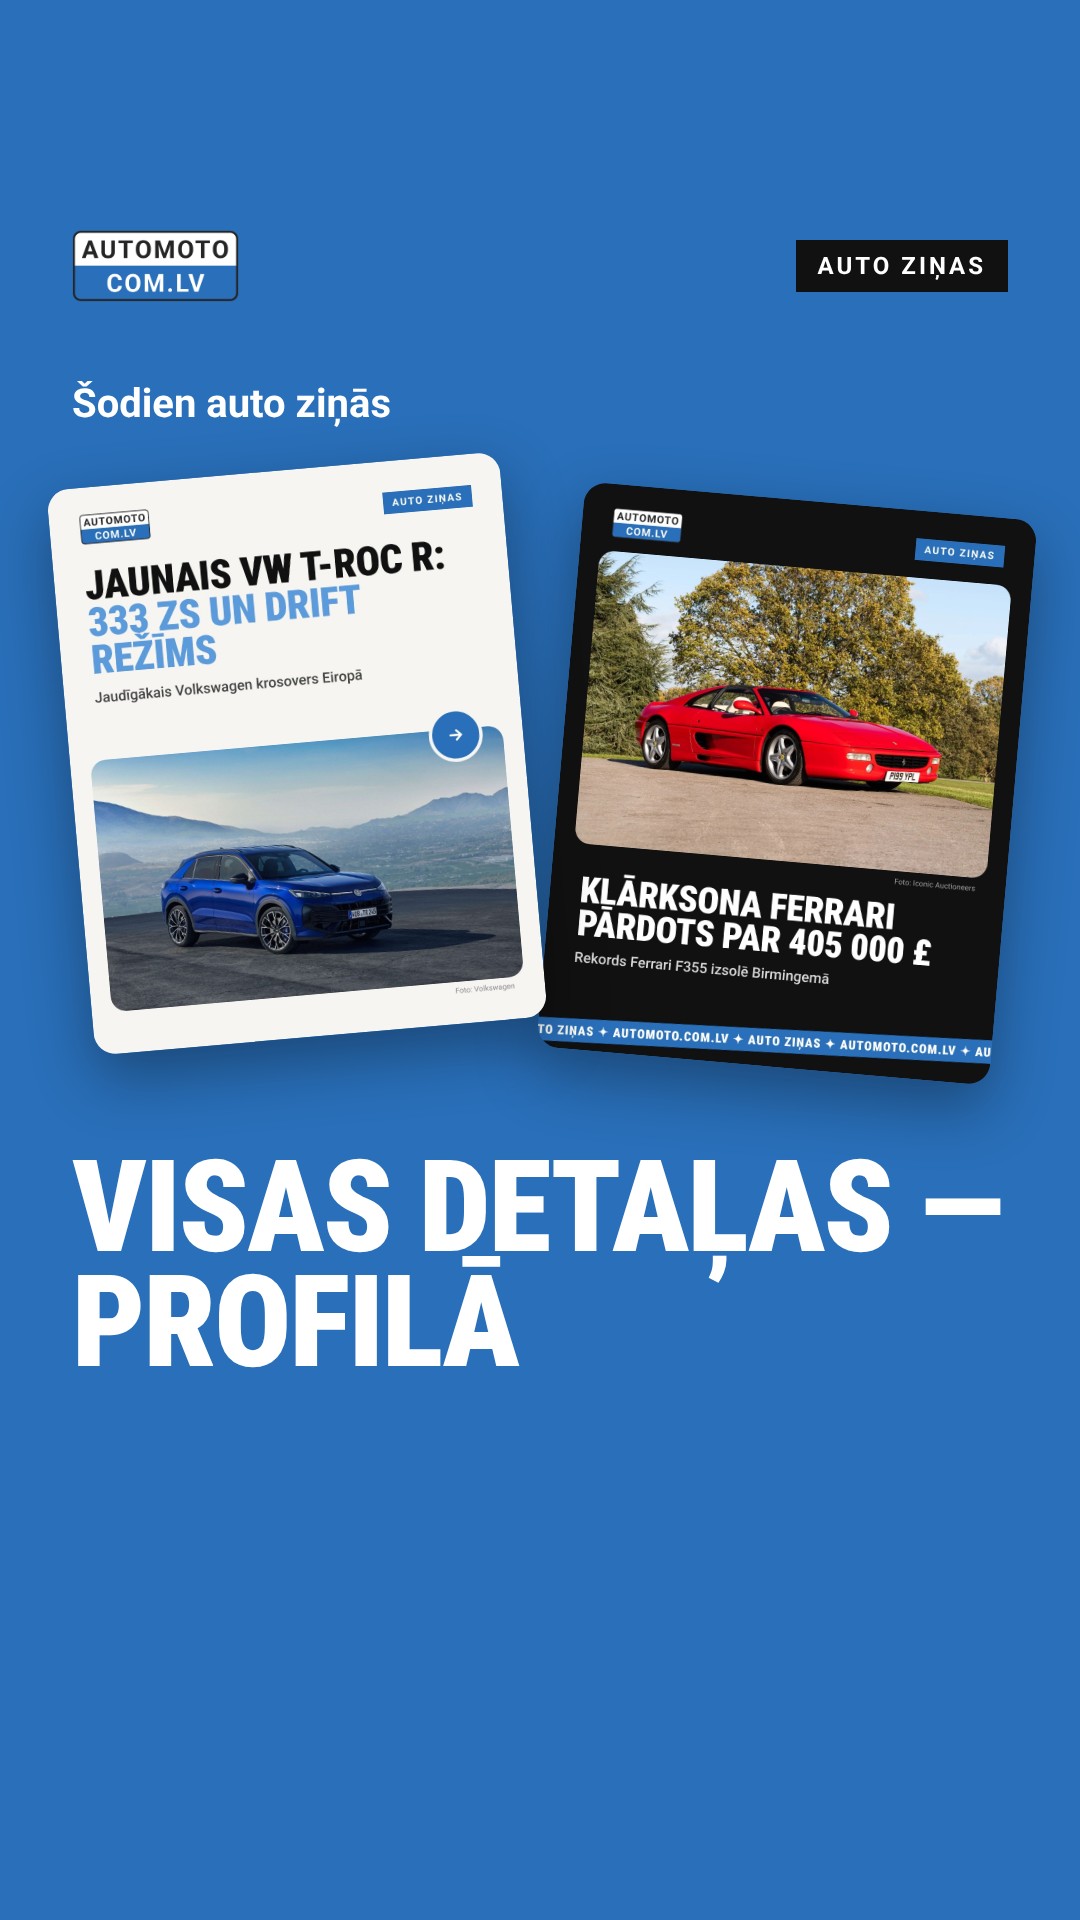 AUTOMOTO
COM.LV
AUTO ZIŅAS
Šodien auto ziņās
AUTOMOTO
COM.LV
AUTO ZIŅAS
JAUNAIS VW T-ROC R:
333 ZS UN DRIFT
REŽĪMS
Jaudīgākais Volkswagen krosovers Eiropā
Foto: Volkswagen
AUTOMOTO
COM.LV
AUTO ZIŅAS
P199 YPL
Foto: Iconic Auctioneers
KLĀRKSONA FERRARI
PĀRDOTS PAR 405 000 £
Rekords Ferrari F355 izsolē Birmingemā
TO ZIŅAS ✦ AUTOMOTO.COM.LV ✦ AUTO ZIŅAS ✦ AUTOMOTO.COM.LV ✦ AU
VISAS DETAĻAS —
PROFILĀ